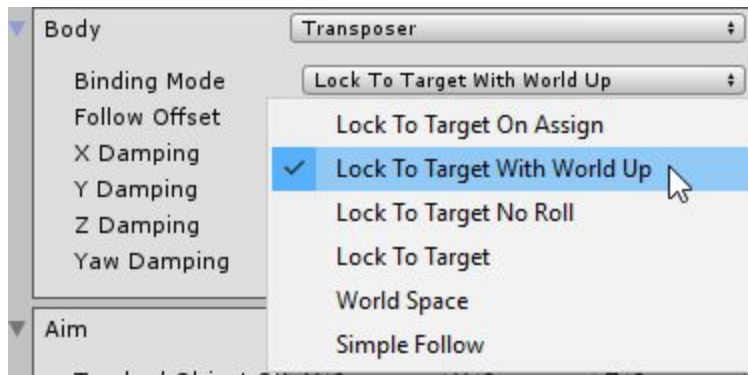 Body Transposer
Binding Mode Lock To Target With World Up
Follow Offset
Lock To Target On Assign
X Damping
Lock To Target With World Up
Y Damping
Lock To Target No Roll
Z Damping
Lock To Target
Yaw Damping
World Space
Aim
Simple Follow